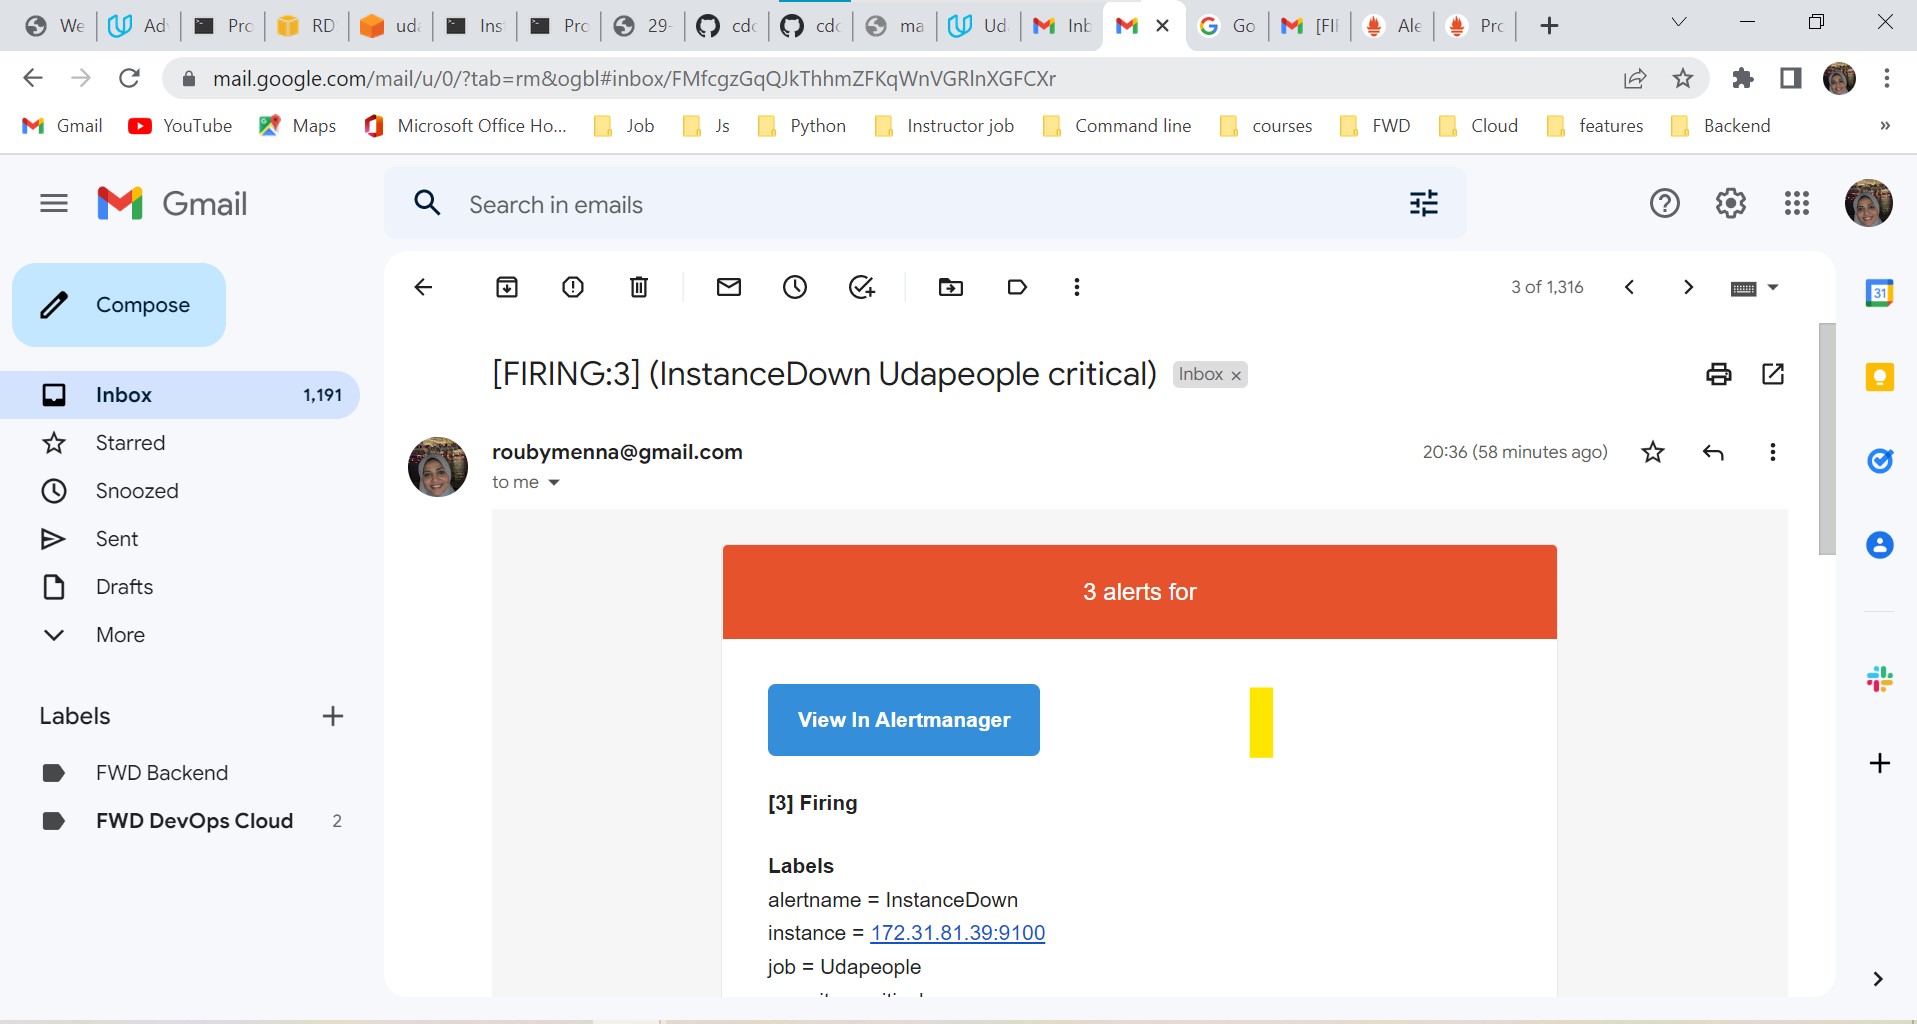 We
Ad
Pro
RD
uda
Ins
Pro
29-
cdc
cdc
ma
Ud
Inb
Go
[FI
Ale
Pro
mail.google.com/mail/u/0/?tab=rm&ogbl#inbox/FMfcgzGqQJkThhmZFKqWnVGRlnXGFCXr
Gmail
YouTube
Maps
Microsoft Office Ho...
Job
Js
Python
Instructor job
Command line
courses
FWD
Cloud
features
Backend
»
Gmail
Search in emails
Compose
3 of 1,316
Inbox 1,191
Starred
Snoozed
Sent
Drafts
More
Labels
FWD Backend
FWD DevOps Cloud 2
[FIRING:3] (InstanceDown Udapeople critical) Inbox ×
roubymenna@gmail.com
20:36 (58 minutes ago)
to me
3 alerts for
View In Alertmanager
[3] Firing
Labels
alertname = InstanceDown
instance = 172.31.81.39:9100
job = Udapeople
31